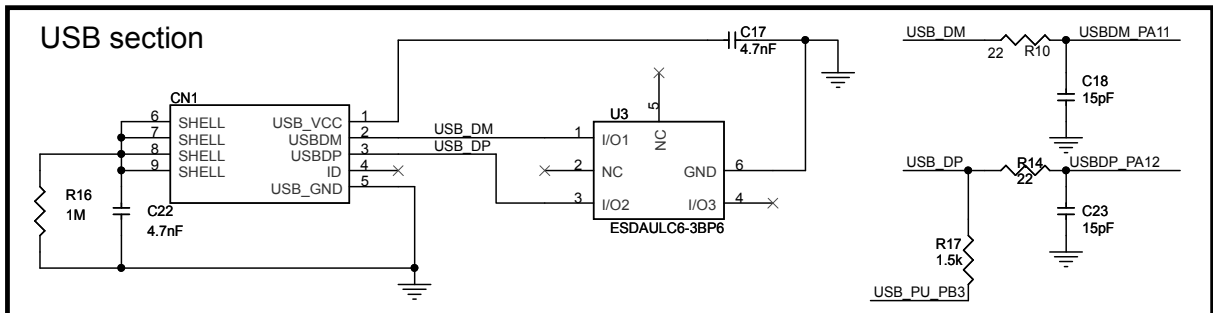 USB section
C17
4.7nF
USB_DM
22
R10
USBDM_PA11
C18
15pF
CN1
6
SHELL
USB_VCC
1
7
SHELL
USBDM
2
USB_DM
8
SHELL
USBDP
3
USB_DP
9
SHELL
ID
4
USB_GND
5
R16
1M
C22
4.7nF
U3
5
NC
1
I/O1
2
NC
GND
6
3
I/O2
I/O3
4
ESDAULC6-3BP6
USB_DP
R14
22
USBDP_PA12
C23
15pF
R17
1.5k
USB_PU_PB3